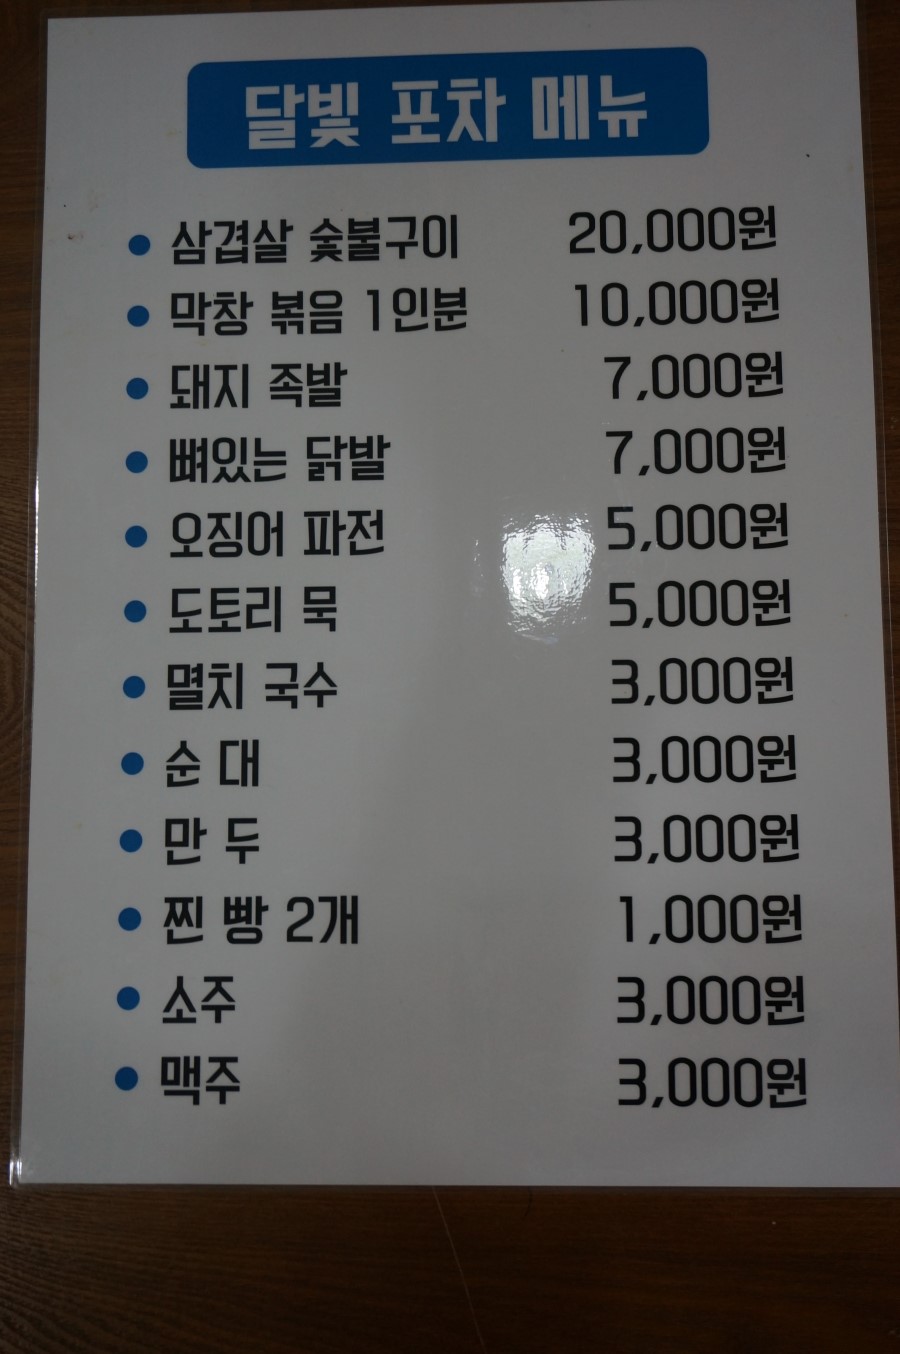 달빛 포차 메뉴
● 삼겹살 숯불구이 20,000원
● 막창 볶음 1인분 10,000원
● 돼지 족발 7,000원
● 뼈있는 닭발 7,000원
● 오징어 파전 5,000원
● 도토리 묵 5,000원
● 멸치 국수 3,000원
● 순 대 3,000원
● 만 두 3,000원
● 찐 빵 2개 1,000원
● 소주 3,000원
● 맥주 3,000원